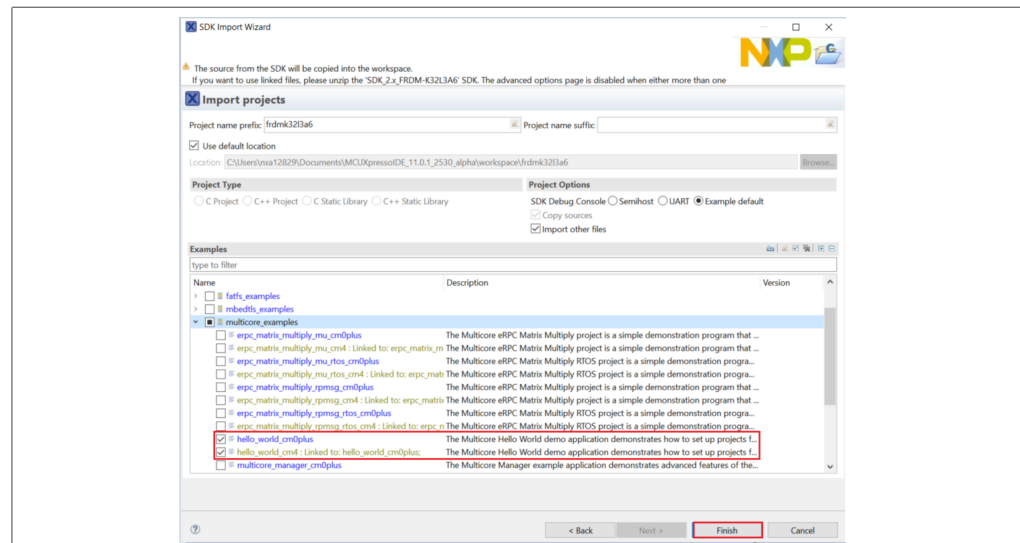 SDK Import Wizard
NXP
The source from the SDK will be copied into the workspace.
If you want to use linked files, please unzip the 'SDK_2.x_FRDM-K32L3A6' SDK. The advanced options page is disabled when either more than one
Import projects
Project name prefix: frdmk32l3a6 Project name suffix:
Use default location
Location: C:\Users\nxa12829\Documents\MCUXpressoIDE_11.0.1_2530_alpha\workspace\frdmk32l3a6 Browse...
Project Type Project Options
C Project C++ Project C Static Library C++ Static Library SDK Debug Console Semihost UART Example default
Copy sources
Import other files
Examples
type to filter
Name Description Version
fatfs_examples
mbedtls_examples
multicore_examples
erpc_matrix_multiply_mu_cm0plus The Multicore eRPC Matrix Multiply project is a simple demonstration program that ...
erpc_matrix_multiply_mu_cm4 : Linked to: erpc_matrix_m The Multicore eRPC Matrix Multiply project is a simple demonstration program that ...
erpc_matrix_multiply_mu_rtos_cm0plus The Multicore eRPC Matrix Multiply RTOS project is a simple demonstration progra...
erpc_matrix_multiply_mu_rtos_cm4 : Linked to: erpc_mat The Multicore eRPC Matrix Multiply RTOS project is a simple demonstration progra...
erpc_matrix_multiply_rpmsg_cm0plus The Multicore eRPC Matrix Multiply project is a simple demonstration program that ...
erpc_matrix_multiply_rpmsg_cm4 : Linked to: erpc_matrix The Multicore eRPC Matrix Multiply project is a simple demonstration program that ...
erpc_matrix_multiply_rpmsg_rtos_cm0plus The Multicore eRPC Matrix Multiply RTOS project is a simple demonstration progra...
erpc_matrix_multiply_rpmsg_rtos_cm4 : Linked to: erpc_n The Multicore eRPC Matrix Multiply RTOS project is a simple demonstration progra...
hello_world_cm0plus The Multicore Hello World demo application demonstrates how to set up projects f...
hello_world_cm4 : Linked to: hello_world_cm0plus; The Multicore Hello World demo application demonstrates how to set up projects f...
multicore_manager_cm0plus The Multicore Manager example application demonstrates advanced features of the...
< Back Next > Finish Cancel